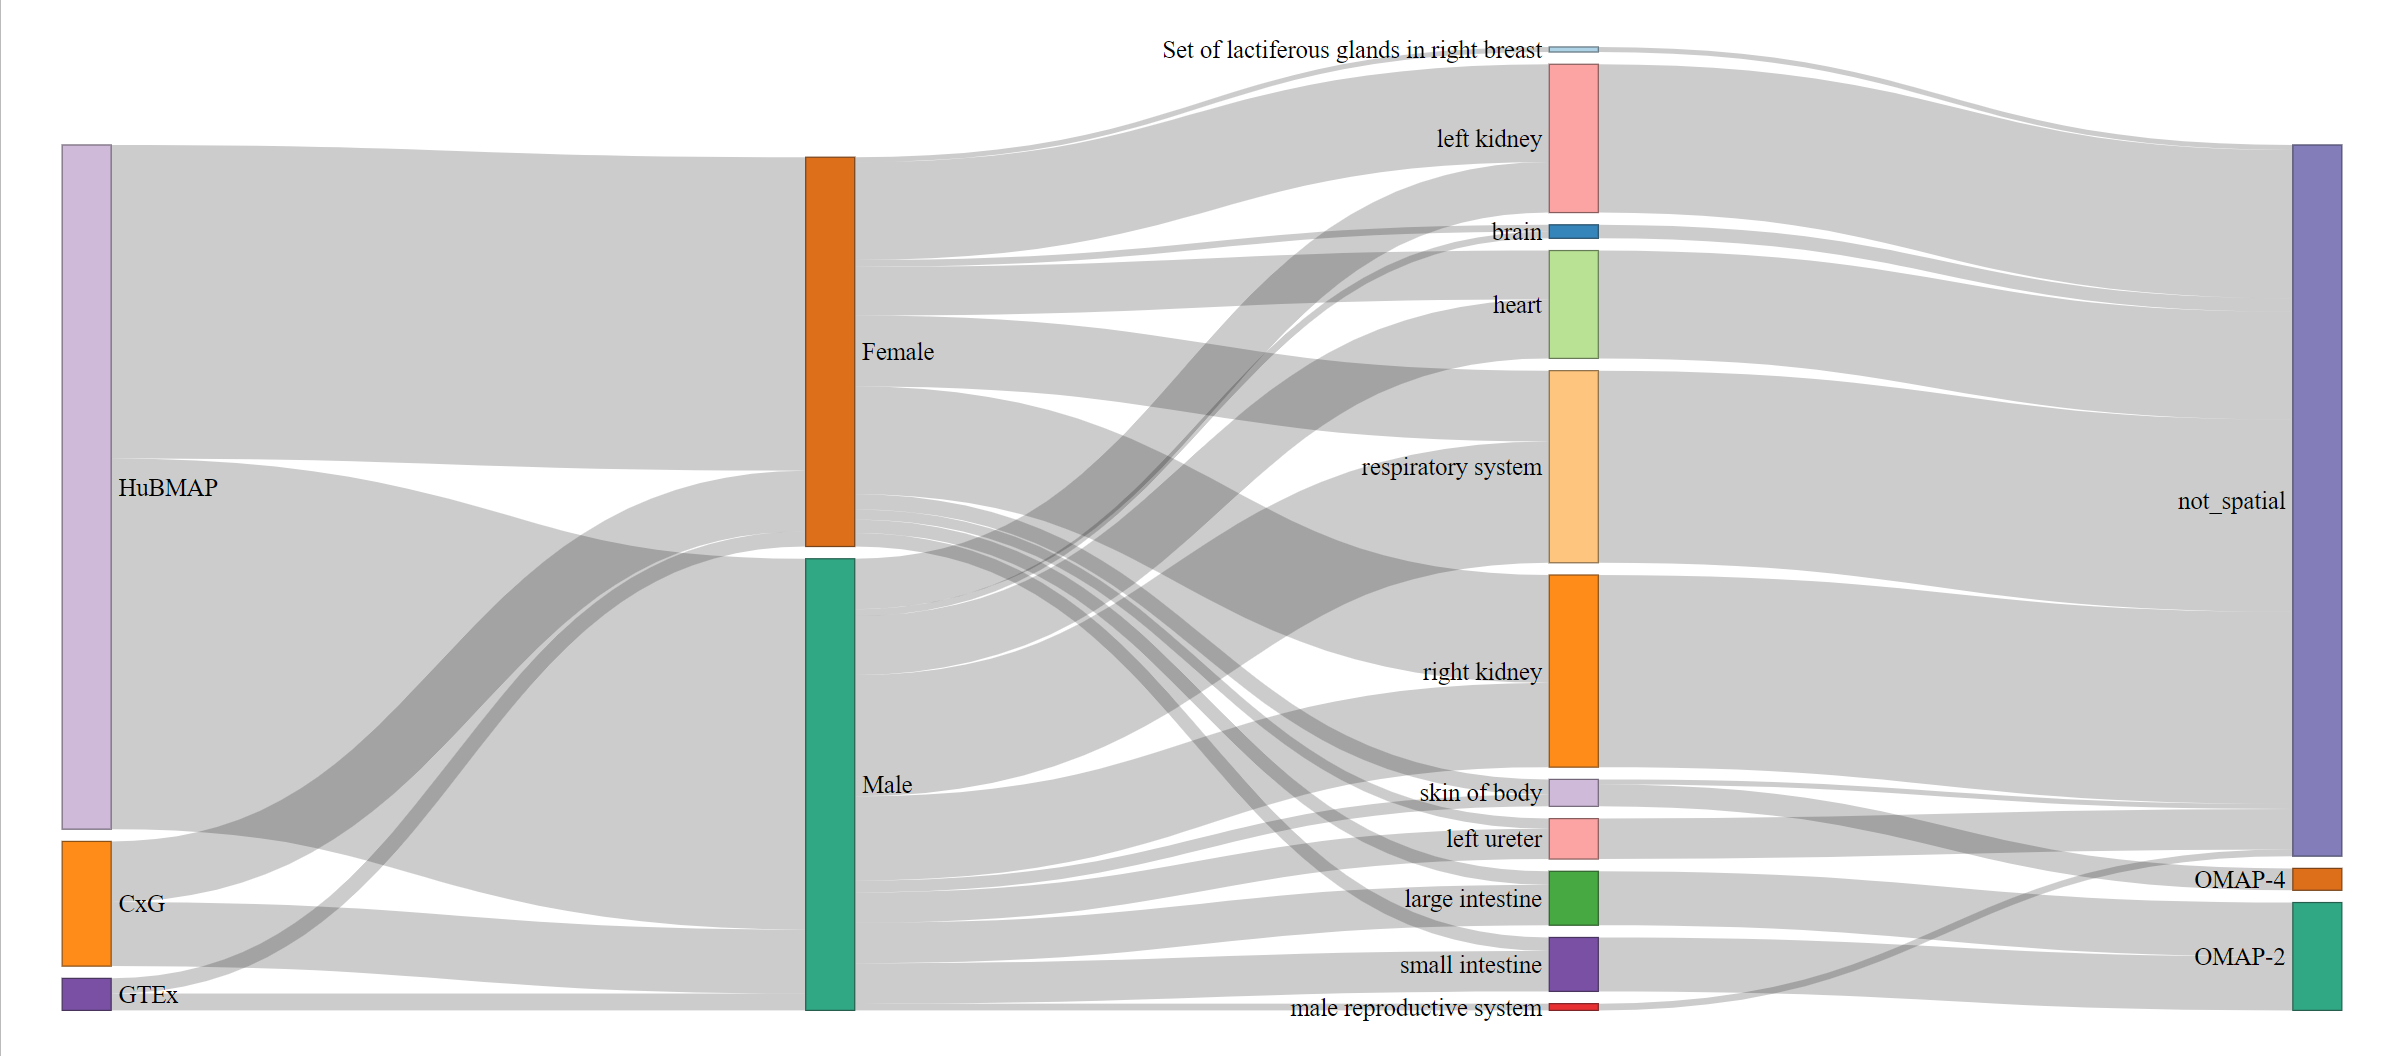 HuBMAP
CxG
GTEx
Female
Male
Set of lactiferous glands in right breast
left kidney
brain
heart
respiratory system
right kidney
skin of body
left ureter
large intestine
small intestine
male reproductive system
not_spatial
OMAP-4
OMAP-2